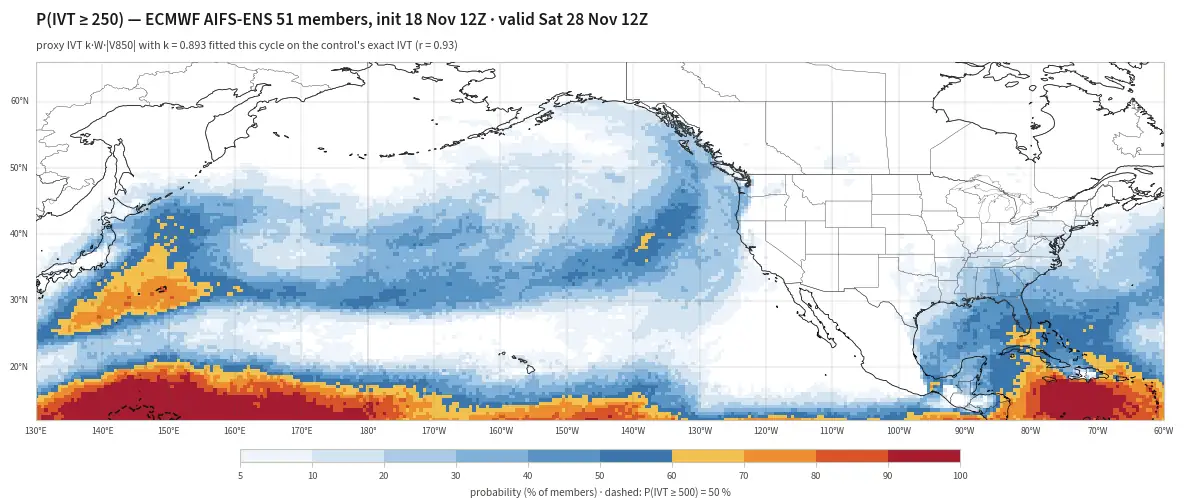 P(IVT ≥ 250) — ECMWF AIFS-ENS 51 members, init 18 Nov 12Z · valid Sat 28 Nov 12Z
proxy IVT k·W·|V850| with k = 0.893 fitted this cycle on the control's exact IVT (r = 0.93)
60°N
50°N
40°N
30°N
20°N
130°E 140°E 150°E 160°E 170°E 180° 170°W 160°W 150°W 140°W 130°W 120°W 110°W 100°W 90°W 80°W 70°W 60°W
5 10 20 30 40 50 60 70 80 90 100
probability (% of members) · dashed: P(IVT ≥ 500) = 50 %